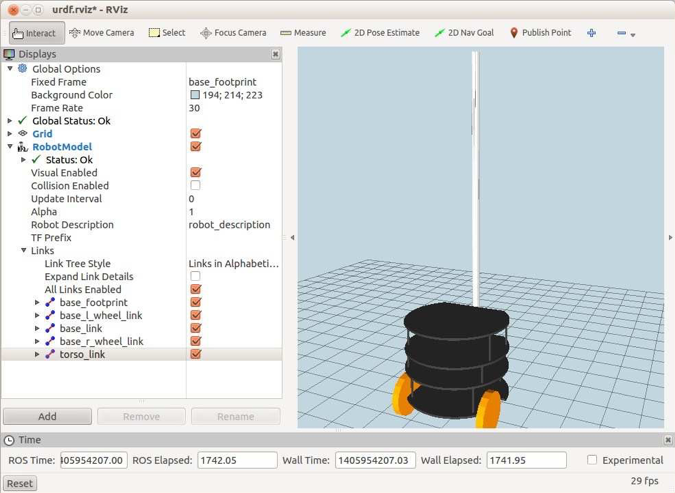 urdf.rviz* - RViz
Interact Move Camera Select Focus Camera Measure 2D Pose Estimate 2D Nav Goal Publish Point
Displays
Global Options
Fixed Frame base_footprint
Background Color 194; 214; 223
Frame Rate 30
Global Status: Ok
Grid
RobotModel
Status: Ok
Visual Enabled
Collision Enabled
Update Interval 0
Alpha 1
Robot Description robot_description
TF Prefix
Links
Link Tree Style Links in Alphabeti...
Expand Link Details
All Links Enabled
base_footprint
base_l_wheel_link
base_link
base_r_wheel_link
torso_link
Add Remove Rename
Time
ROS Time: 405954207.00 ROS Elapsed: 1742.05 Wall Time: 1405954207.03 Wall Elapsed: 1741.95 Experimental
Reset 29 fps